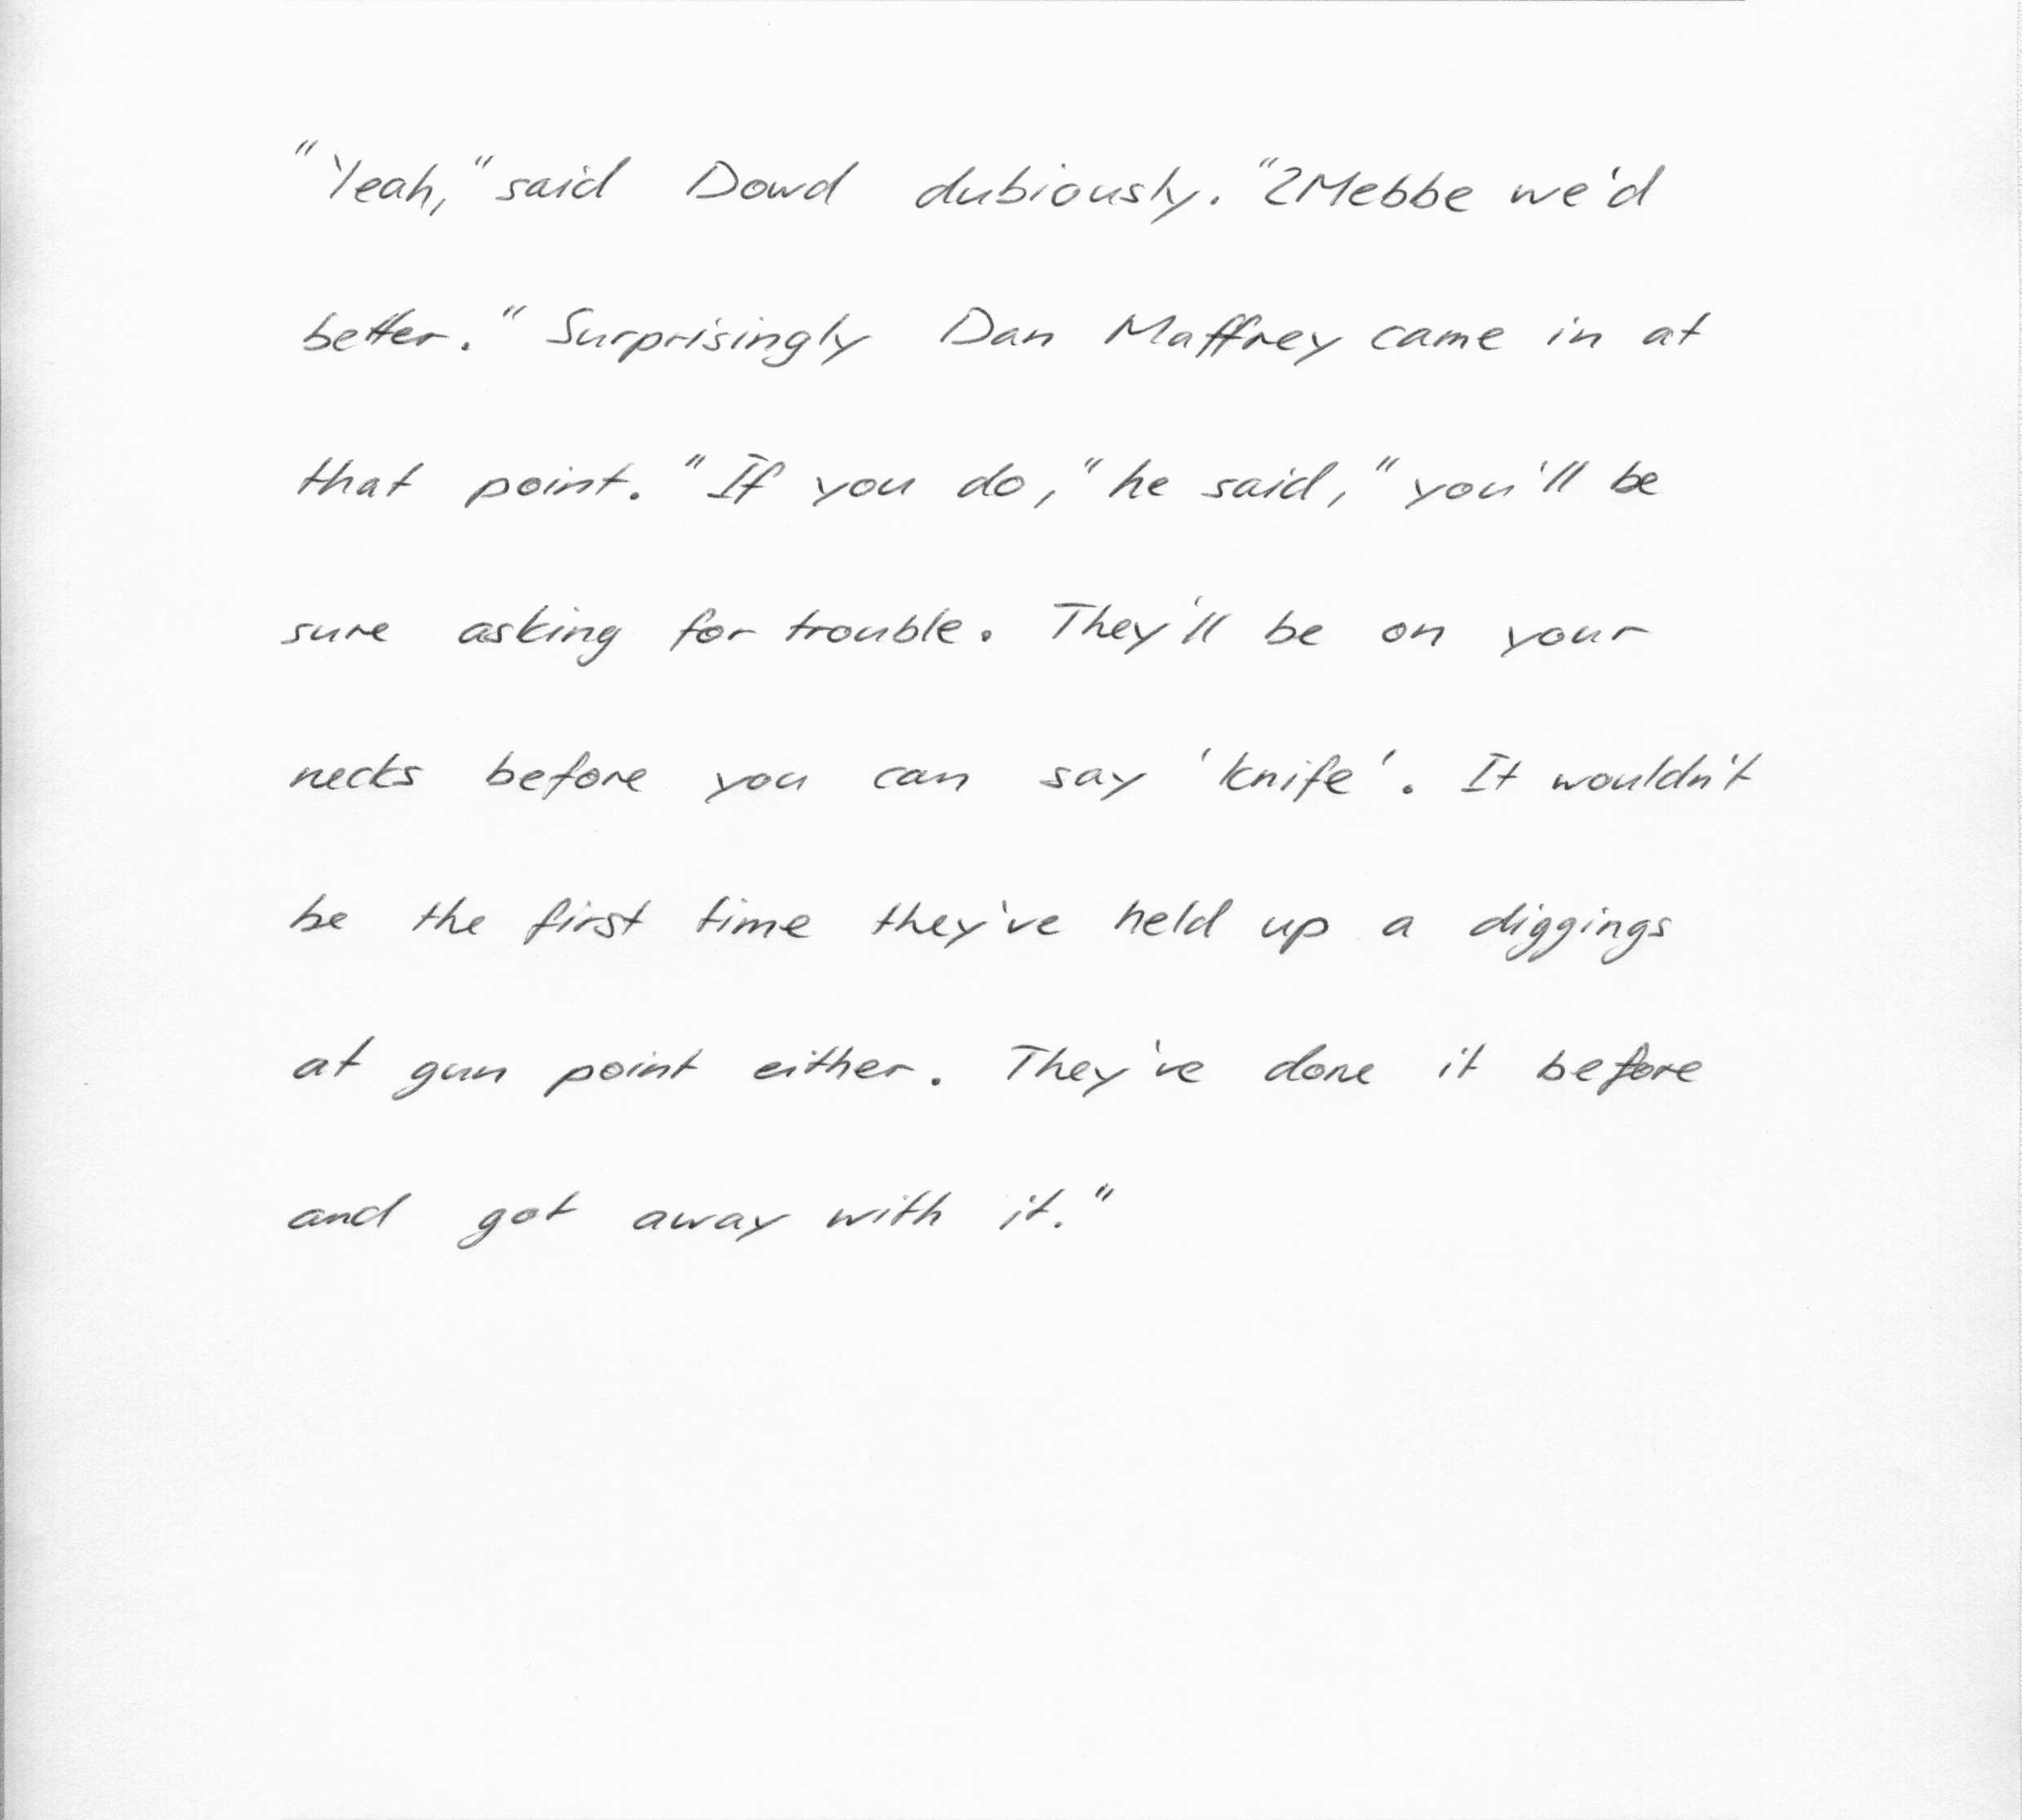 "Yeah," said Dowd dubiously. "2Mebbe we'd
better." Surprisingly Dan Maffrey came in at
that point. "If you do," he said, "you'll be
sure asking for trouble. They'll be on your
necks before you can say 'knife'. It wouldn't
be the first time they've held up a diggings
at gun point either. They've done it before
and got away with it."